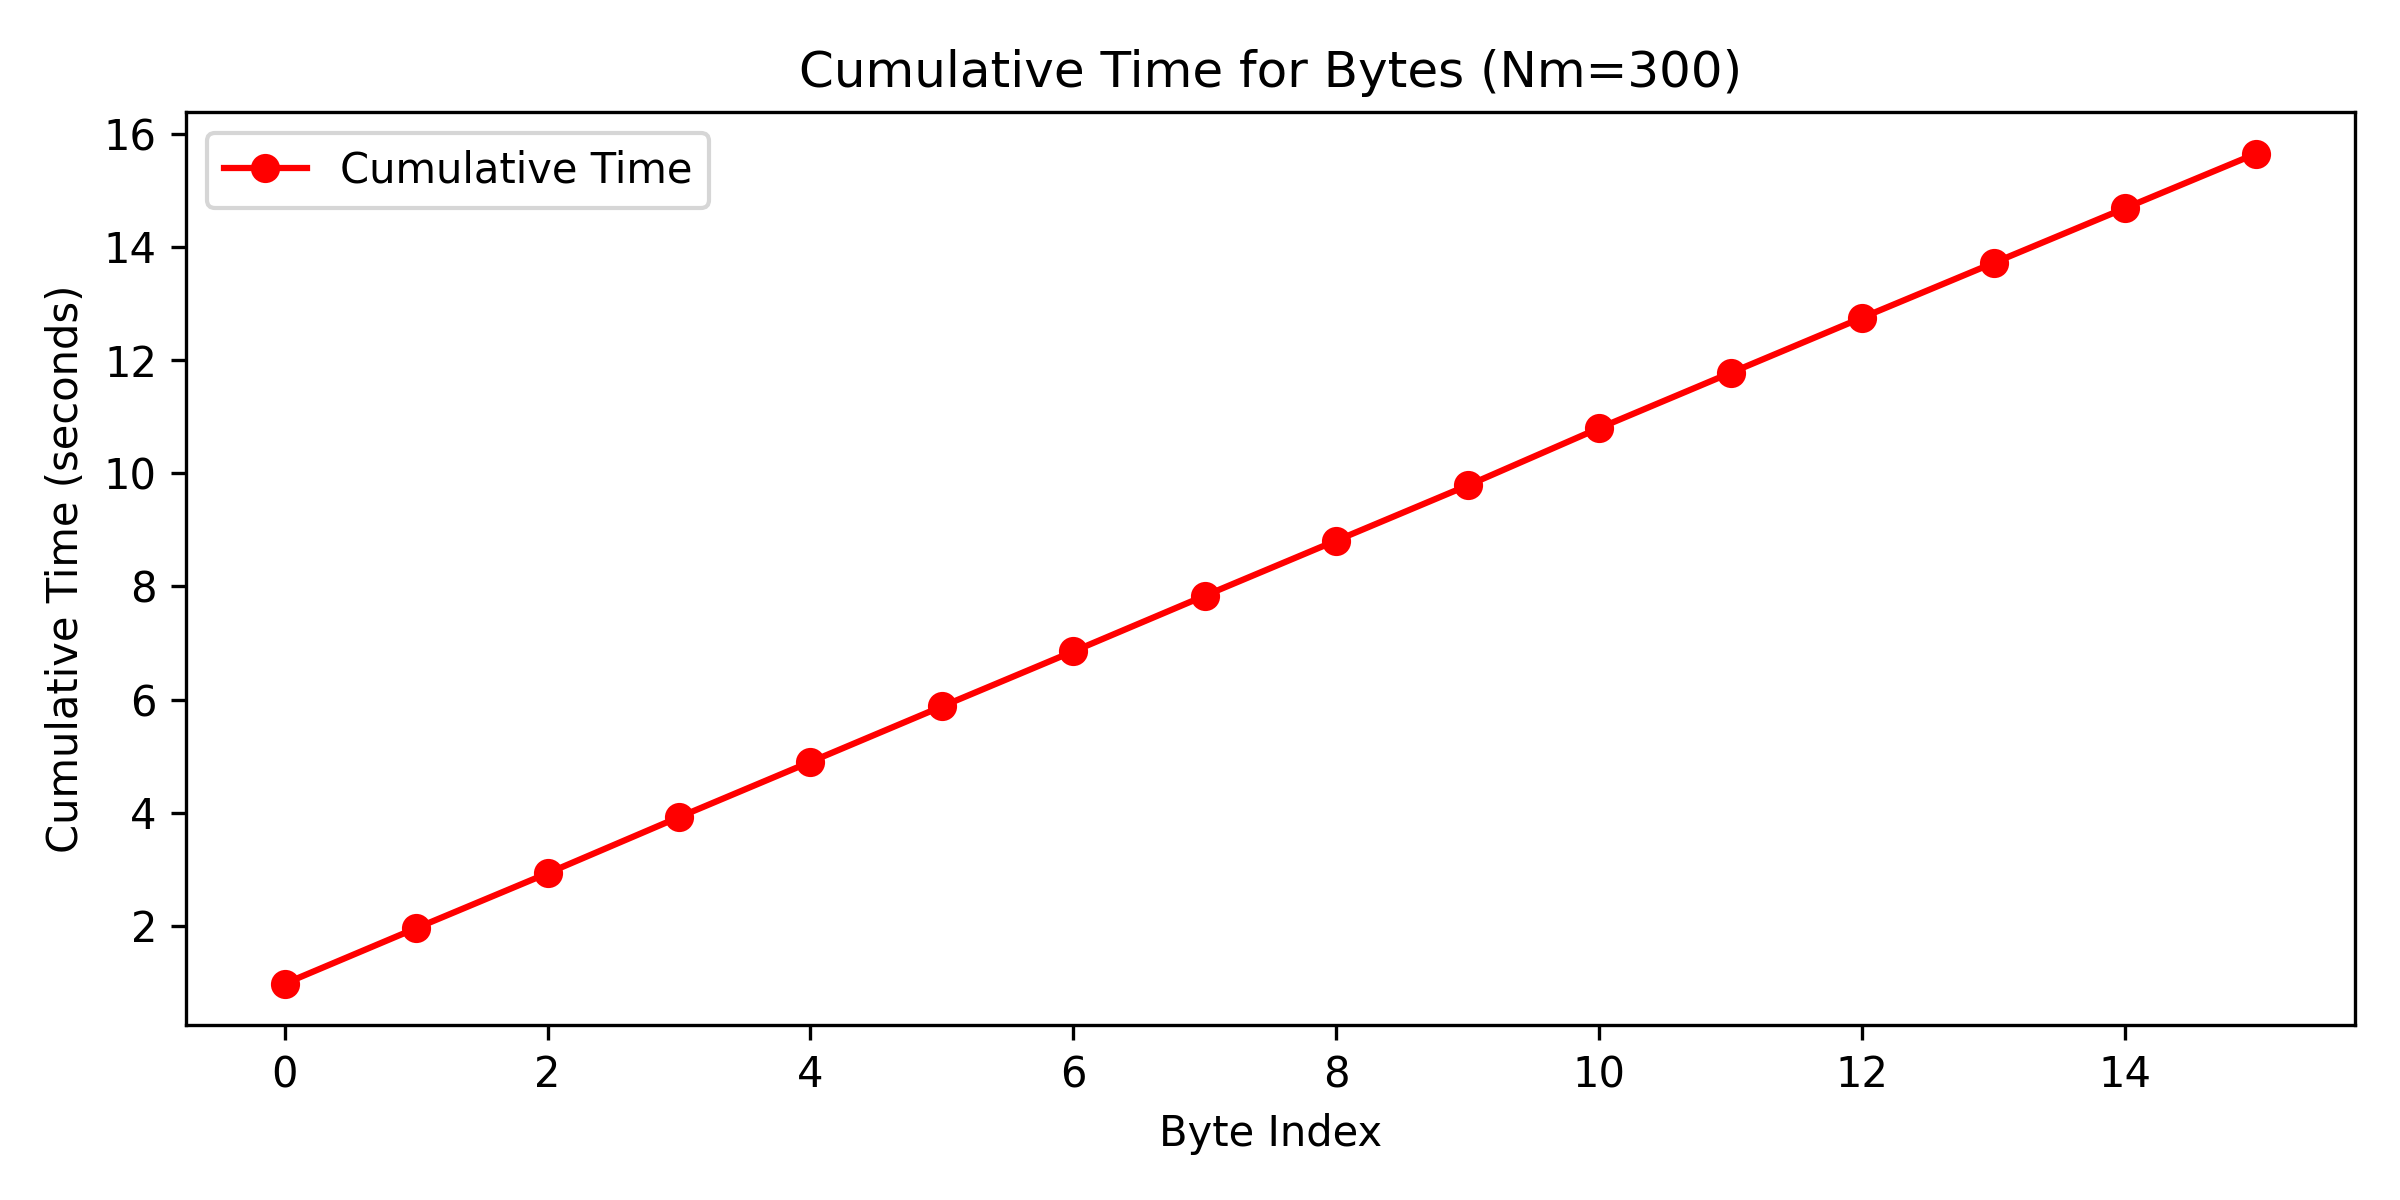 Cumulative Time for Bytes (Nm=300)
Cumulative Time
16
14
12
10
8
6
4
2
Cumulative Time (seconds)
0 2 4 6 8 10 12 14
Byte Index